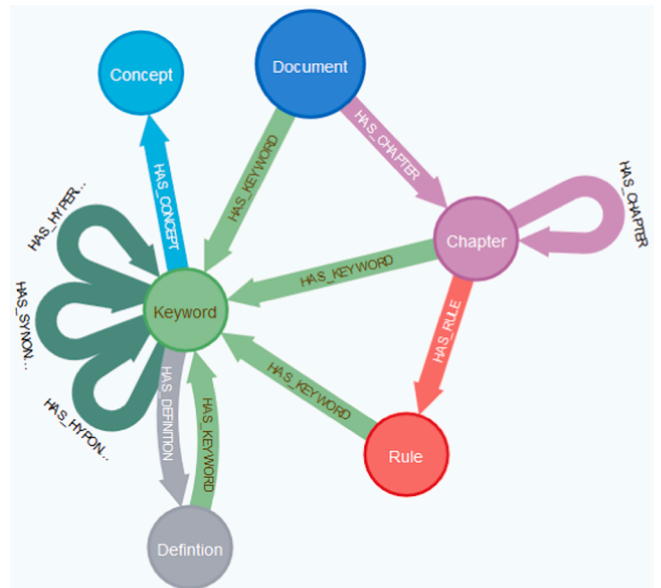 Concept
Document
HAS_KEYWORD
HAS_CHAPTER
HAS_CONCEPT
HAS_CHAPTER
HAS_HYPER...
Chapter
HAS_KEYWORD
HAS_SYNON...
Keyword
HAS_RULE
HAS_HYPON...
HAS_DEFINITION
HAS_KEYWORD
HAS_KEYWORD
Rule
Defintion